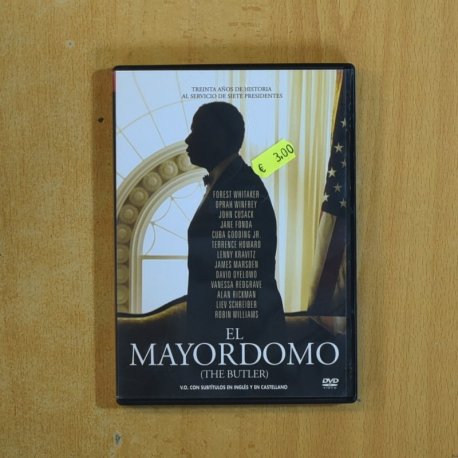 TREINTA AÑOS DE HISTORIA
AL SERVICIO DE SIETE PRESIDENTES
€ 3,00
FOREST WHITAKER
OPRAH WINFREY
JOHN CUSACK
JANE FONDA
CUBA GOODING JR.
TERRENCE HOWARD
LENNY KRAVITZ
JAMES MARSDEN
DAVID OYELOWO
VANESSA REDGRAVE
ALAN RICKMAN
LIEV SCHREIBER
ROBIN WILLIAMS
EL
MAYORDOMO
(THE BUTLER)
V.O. CON SUBTÍTULOS EN INGLÉS Y EN CASTELLANO
DVD
VIDEO